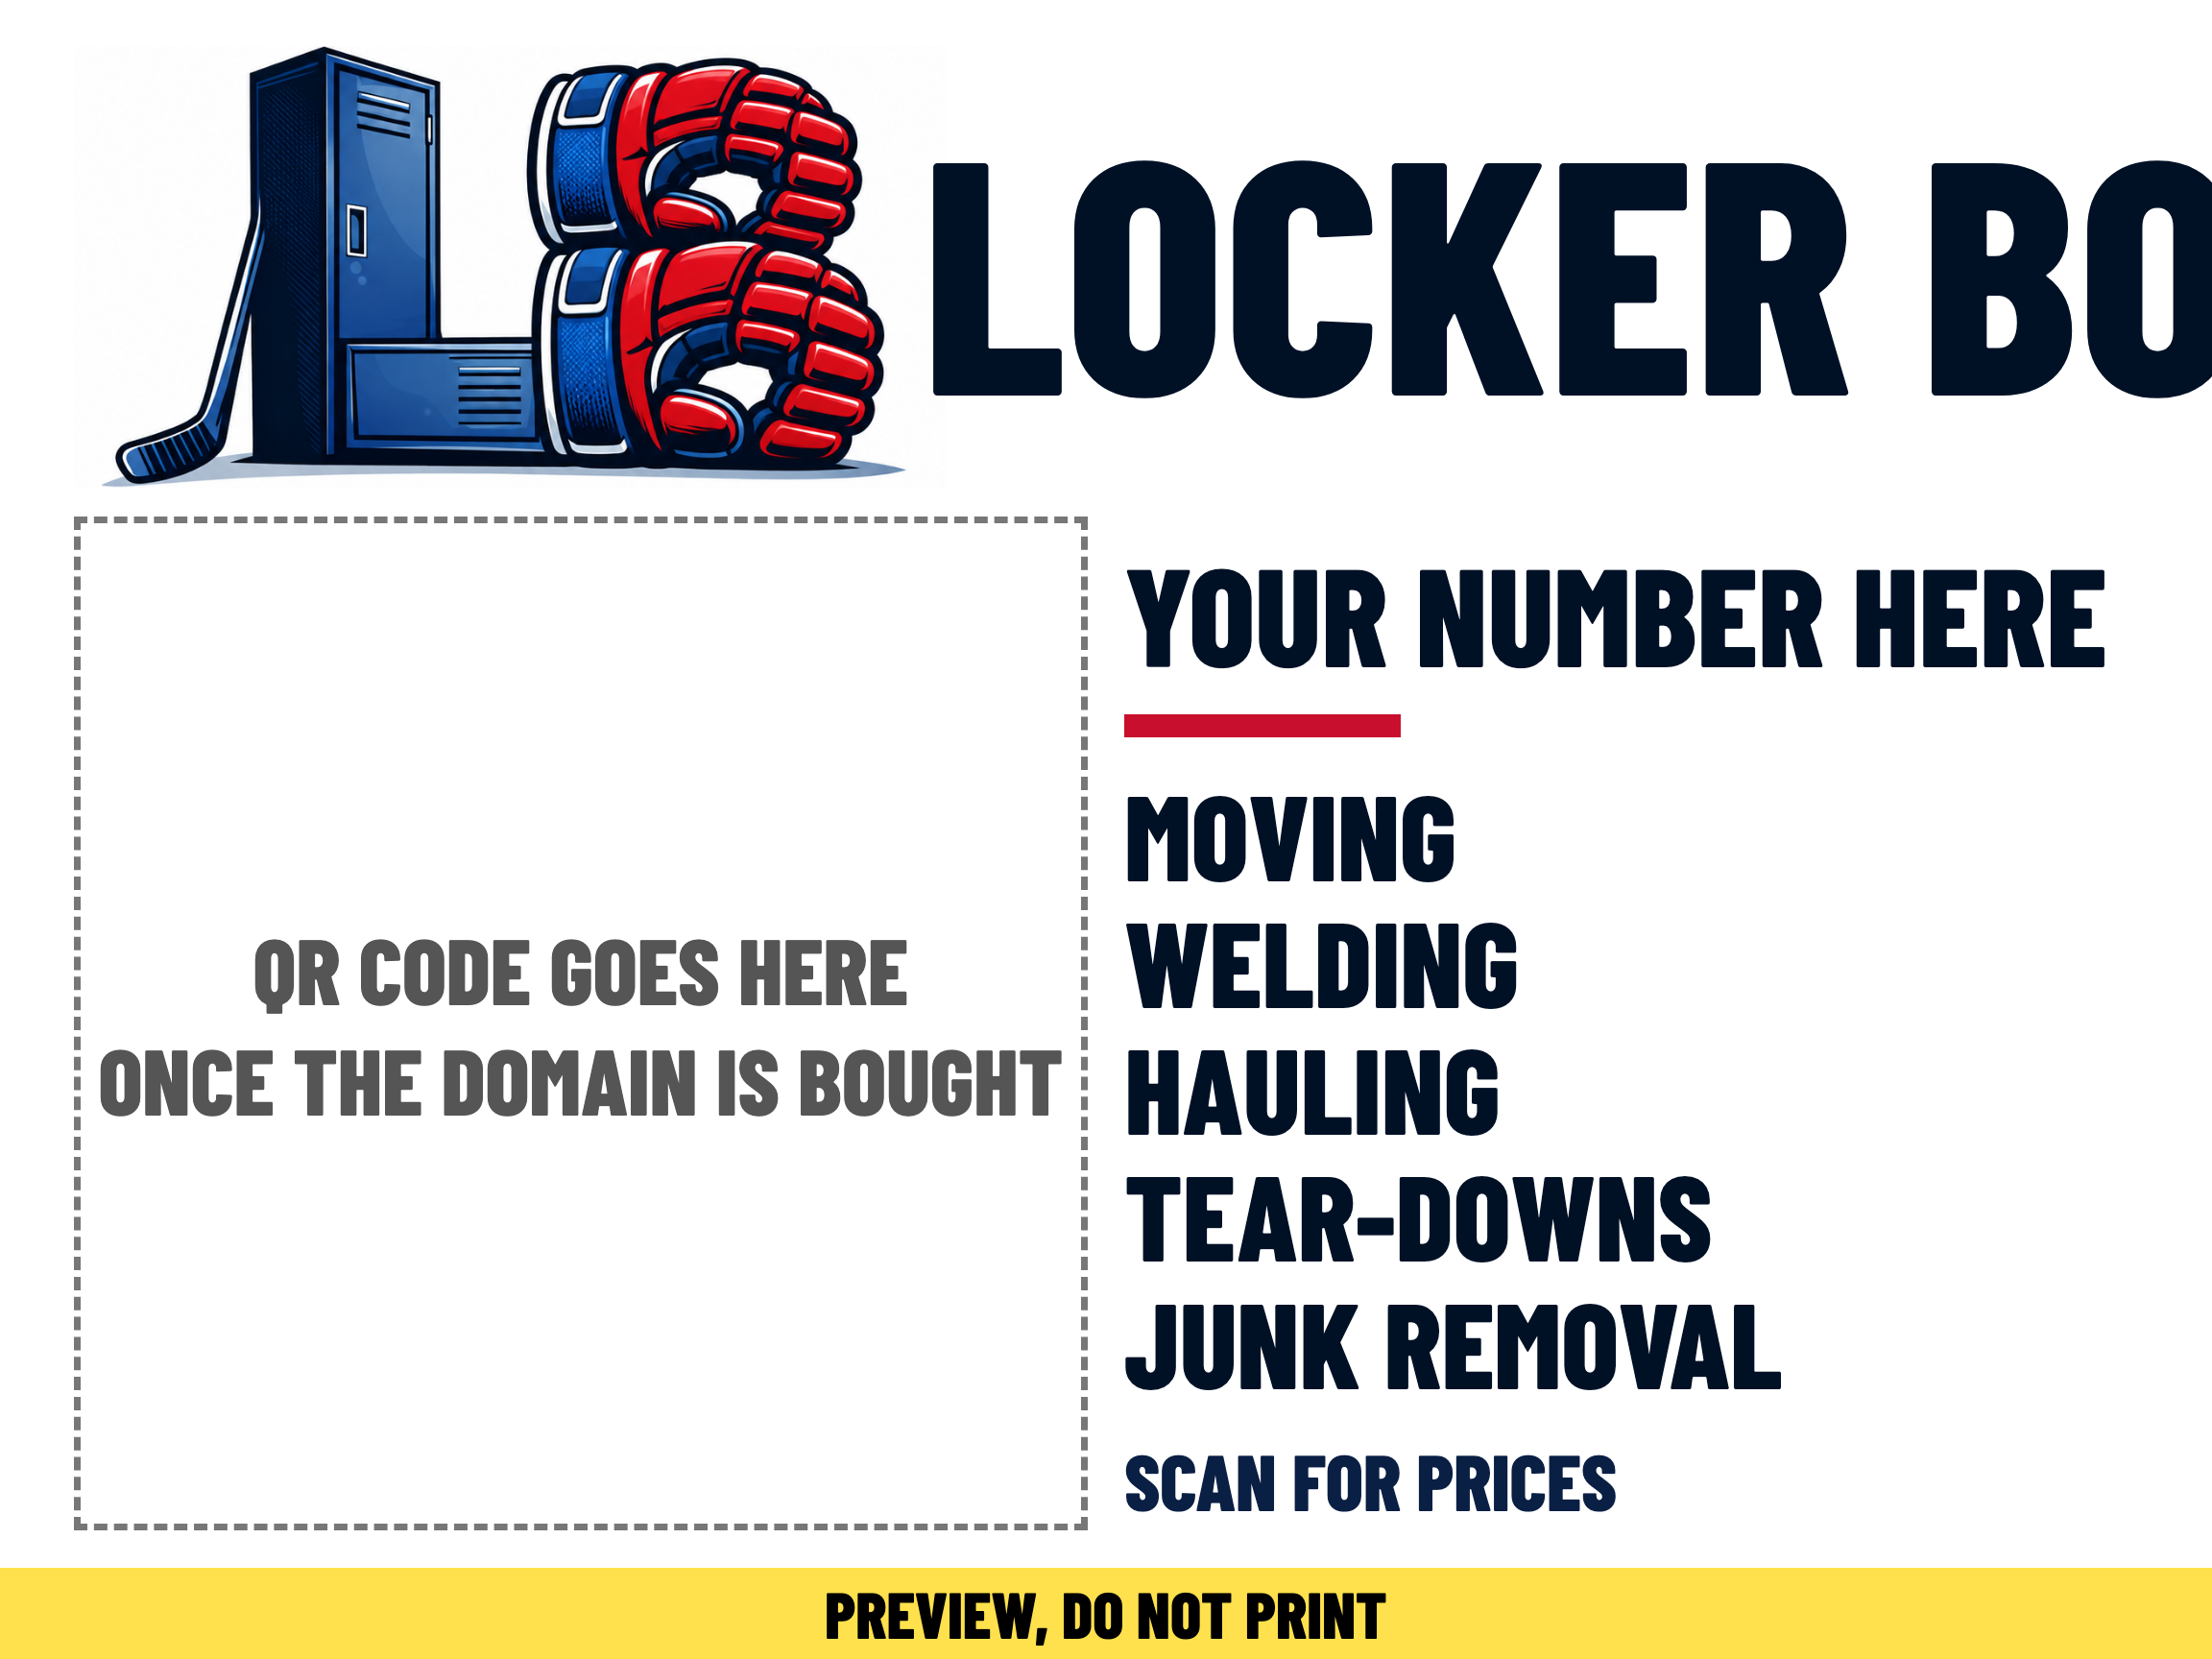 LOCKER BO
YOUR NUMBER HERE
MOVING
WELDING
HAULING
TEAR-DOWNS
JUNK REMOVAL
SCAN FOR PRICES
QR CODE GOES HERE
ONCE THE DOMAIN IS BOUGHT
PREVIEW, DO NOT PRINT